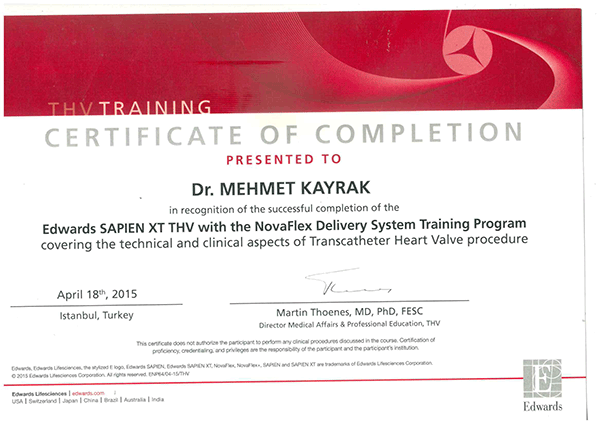 THV TRAINING
CERTIFICATE OF COMPLETION
PRESENTED TO
Dr. MEHMET KAYRAK
in recognition of the successful completion of the
Edwards SAPIEN XT THV with the NovaFlex Delivery System Training Program
covering the technical and clinical aspects of Transcatheter Heart Valve procedure
April 18th, 2015
Istanbul, Turkey
Martin Thoenes, MD, PhD, FESC
Director Medical Affairs & Professional Education, THV
This certificate does not authorize the participant to perform any clinical procedures discussed in the course. Certification of
proficiency, credentialing, and privileges are the responsibility of the participant and the participant's institution.
Edwards, Edwards Lifesciences, the stylized E logo, Edwards SAPIEN, Edwards SAPIEN XT, NovaFlex, NovaFlex+, SAPIEN and SAPIEN XT are trademarks of Edwards Lifesciences Corporation.
© 2015 Edwards Lifesciences Corporation. All rights reserved. ENP64/04-15/THV
Edwards Lifesciences | edwards.com
USA | Switzerland | Japan | China | Brazil | Australia | India
Edwards